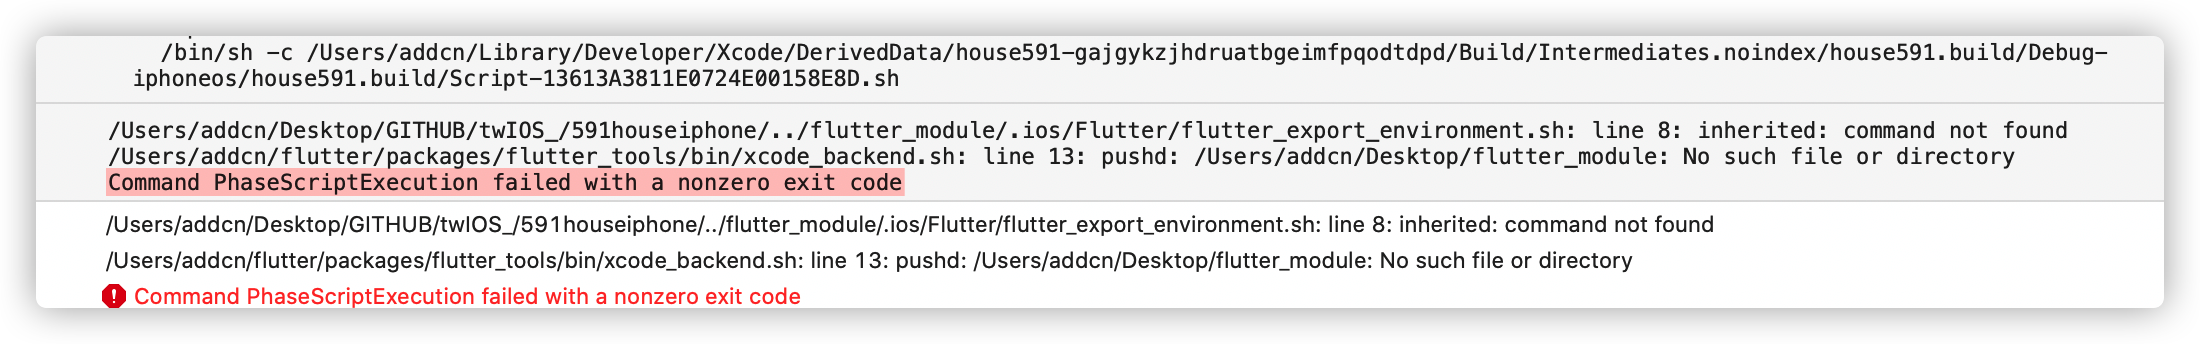 /bin/sh -c /Users/addcn/Library/Developer/Xcode/DerivedData/house591-gajgykzjhdruatbgeimfpqodtdpd/Build/Intermediates.noindex/house591.build/Debug-
iphoneos/house591.build/Script-13613A3811E0724E00158E8D.sh
/Users/addcn/Desktop/GITHUB/twIOS_/591houseiphone/../flutter_module/.ios/Flutter/flutter_export_environment.sh: line 8: inherited: command not found
/Users/addcn/flutter/packages/flutter_tools/bin/xcode_backend.sh: line 13: pushd: /Users/addcn/Desktop/flutter_module: No such file or directory
Command PhaseScriptExecution failed with a nonzero exit code
/Users/addcn/Desktop/GITHUB/twIOS_/591houseiphone/../flutter_module/.ios/Flutter/flutter_export_environment.sh: line 8: inherited: command not found
/Users/addcn/flutter/packages/flutter_tools/bin/xcode_backend.sh: line 13: pushd: /Users/addcn/Desktop/flutter_module: No such file or directory
Command PhaseScriptExecution failed with a nonzero exit code